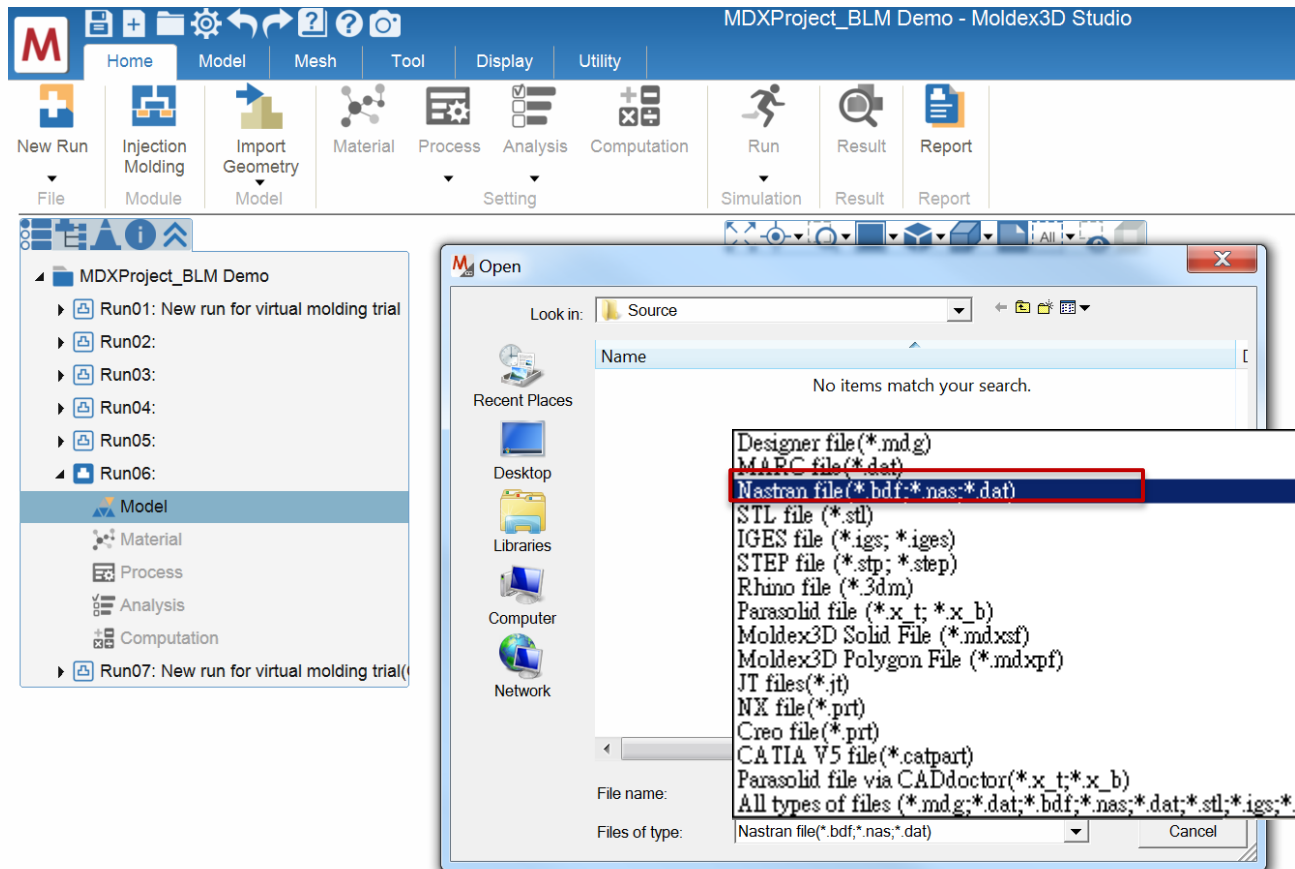 MDXProject_BLM Demo - Moldex3D Studio
M
Home Model Mesh Tool Display Utility
New Run Injection Molding Import Geometry Material Process Analysis Computation Run Result Report
File Module Model Setting Simulation Result Report
All
MDXProject_BLM Demo
Run01: New run for virtual molding trial
Run02:
Run03:
Run04:
Run05:
Run06:
Model
Material
Process
Analysis
Computation
Run07: New run for virtual molding trial(
Open
X
Look in: Source
Name
No items match your search.
Recent Places
Desktop
Libraries
Computer
Network
Designer file(*.mdg)
MARC file(*.dat)
Nastran file(*.bdf;*.nas;*.dat)
STL file (*.stl)
IGES file (*.igs; *.iges)
STEP file (*.stp; *.step)
Rhino file (*.3dm)
Parasolid file (*.x_t; *.x_b)
Moldex3D Solid File (*.mdxsf)
Moldex3D Polygon File (*.mdxpf)
JT files(*.jt)
NX file(*.prt)
Creo file(*.prt)
CATIA V5 file(*.catpart)
Parasolid file via CADdoctor(*.x_t;*.x_b)
All types of files (*.mdg;*.dat;*.bdf;*.nas;*.dat;*.stl;*.igs;*.
File name:
Files of type: Nastran file(*.bdf;*.nas;*.dat) Cancel